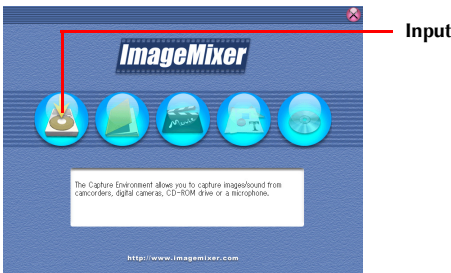 Input
ImageMixer
Movie
T
The Capture Environment allows you to capture images/sound from
camcorders, digital cameras, CD-ROM drive or a microphone.
http://www.imagemixer.com